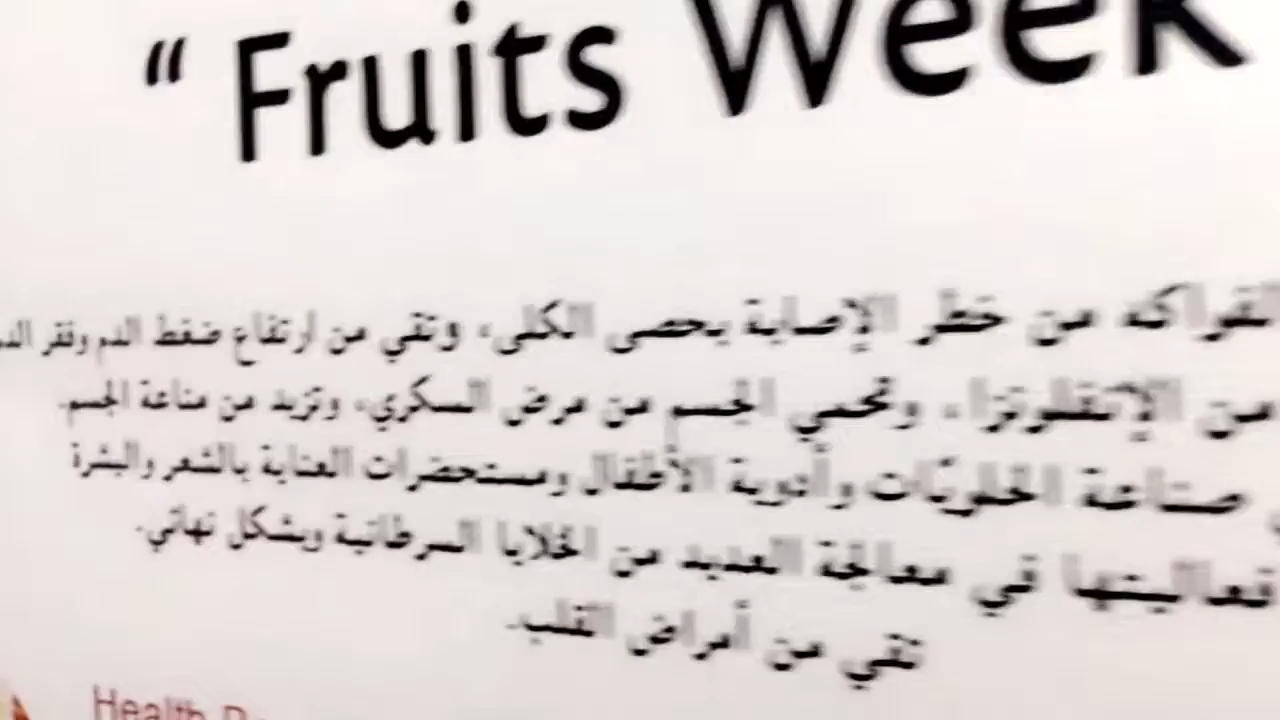 “ Fruits Week
الفواكه من خطر الإصابة بحصى الكلى، وتقي من ارتفاع ضغط الدم وفقر
من الإنفلونزا، وتحمي الجسم من مرض السكري، وتزيد من مناعة الجسم.
صناعة الحلويّات وأدوية الأطفال ومستحضرات العناية بالشعر والبشرة
فعاليتها في معالجة العديد من الخلايا السرطانية وبشكل نهائي.
تقي من أمراض القلب.
Health